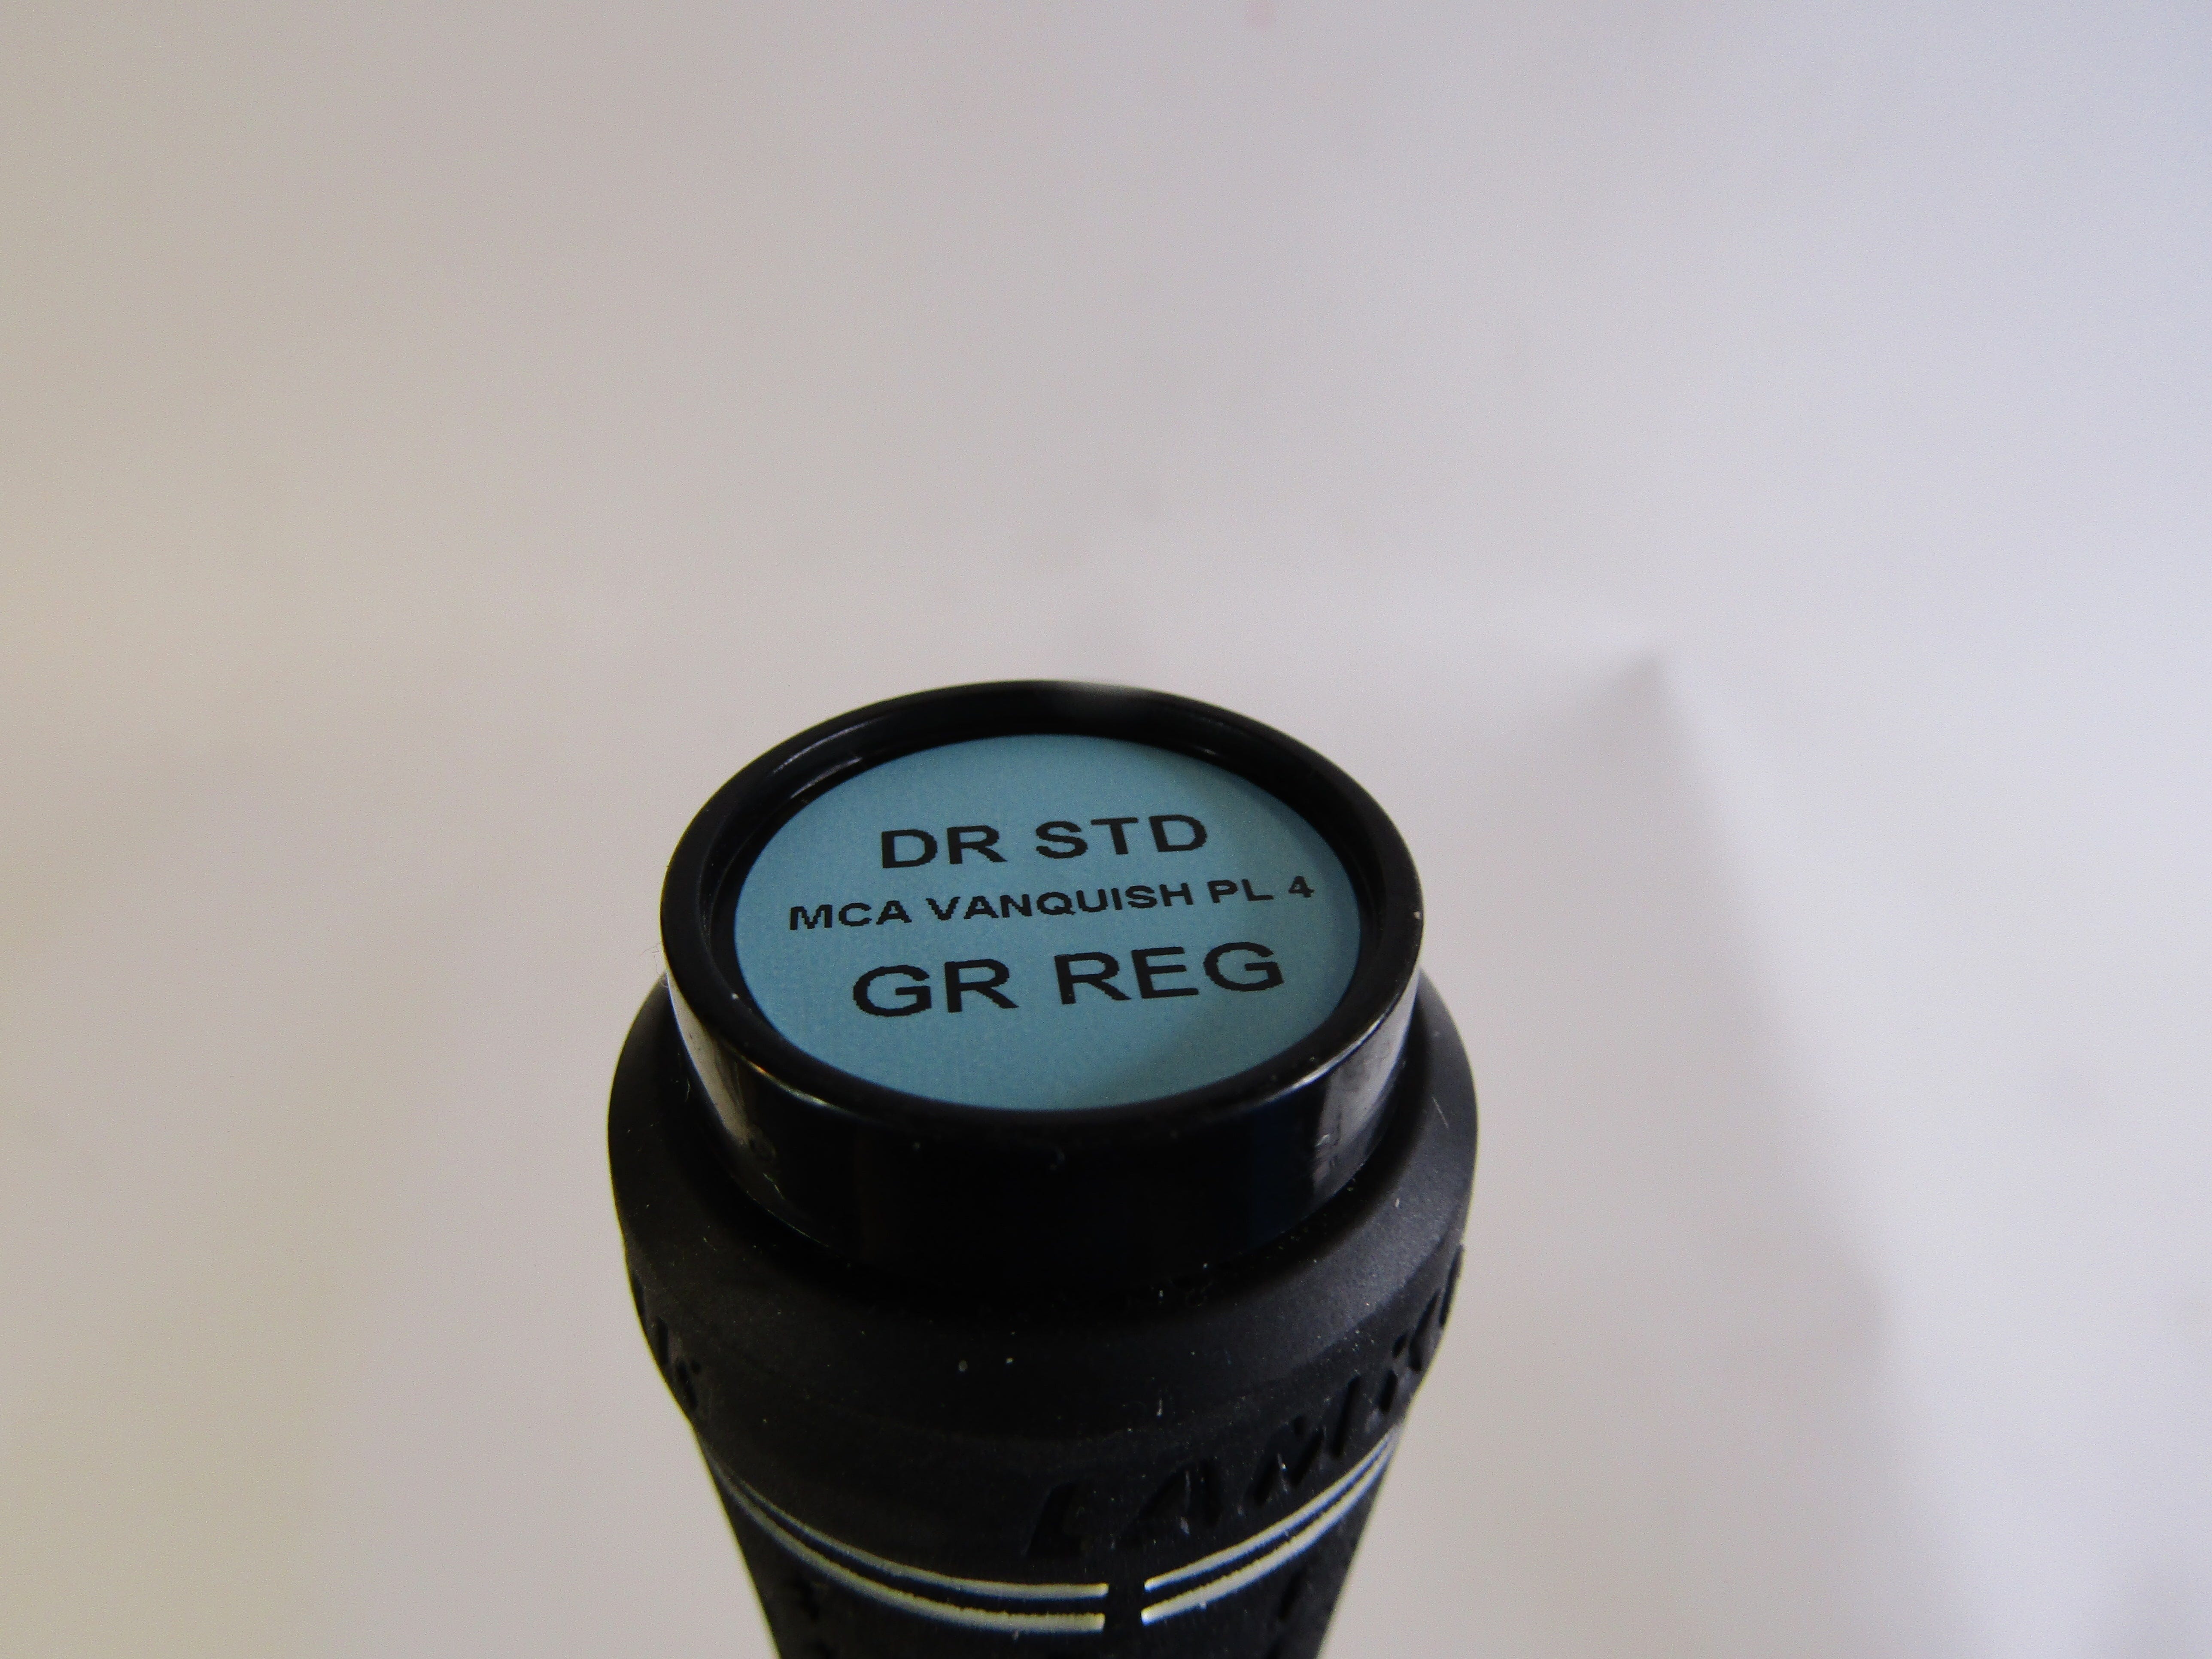 DR STD
MCA VANQUISH PL 4
GR REG